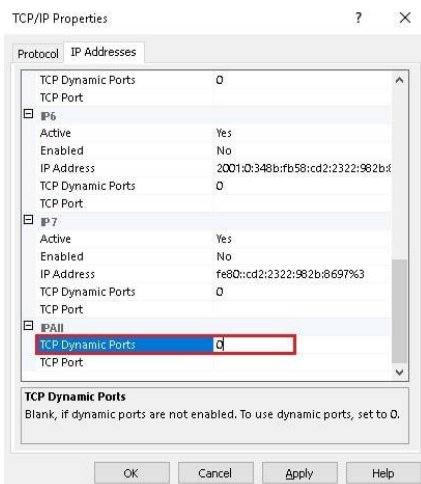 TCP/IP Properties ? X
Protocol IP Addresses
TCP Dynamic Ports 0
TCP Port
IP6
Active Yes
Enabled No
IP Address 2001:0:348b:fb58:cd2:2322:982b:8
TCP Dynamic Ports 0
TCP Port
IP7
Active Yes
Enabled No
IP Address fe80::cd2:2322:982b:8697%3
TCP Dynamic Ports 0
TCP Port
IPAll
TCP Dynamic Ports 0
TCP Port
TCP Dynamic Ports
Blank, if dynamic ports are not enabled. To use dynamic ports, set to 0.
OK Cancel Apply Help